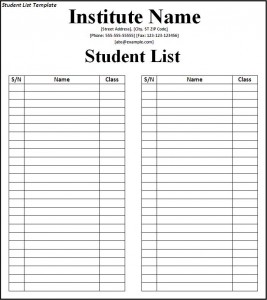 Student List Template
Institute Name
[Street Address], [City, ST ZIP Code]
[Phone: 555-555-55555] [Fax: 123-123-123456]
[abc@example.com]
Student List
S/N Name Class S/N Name Class